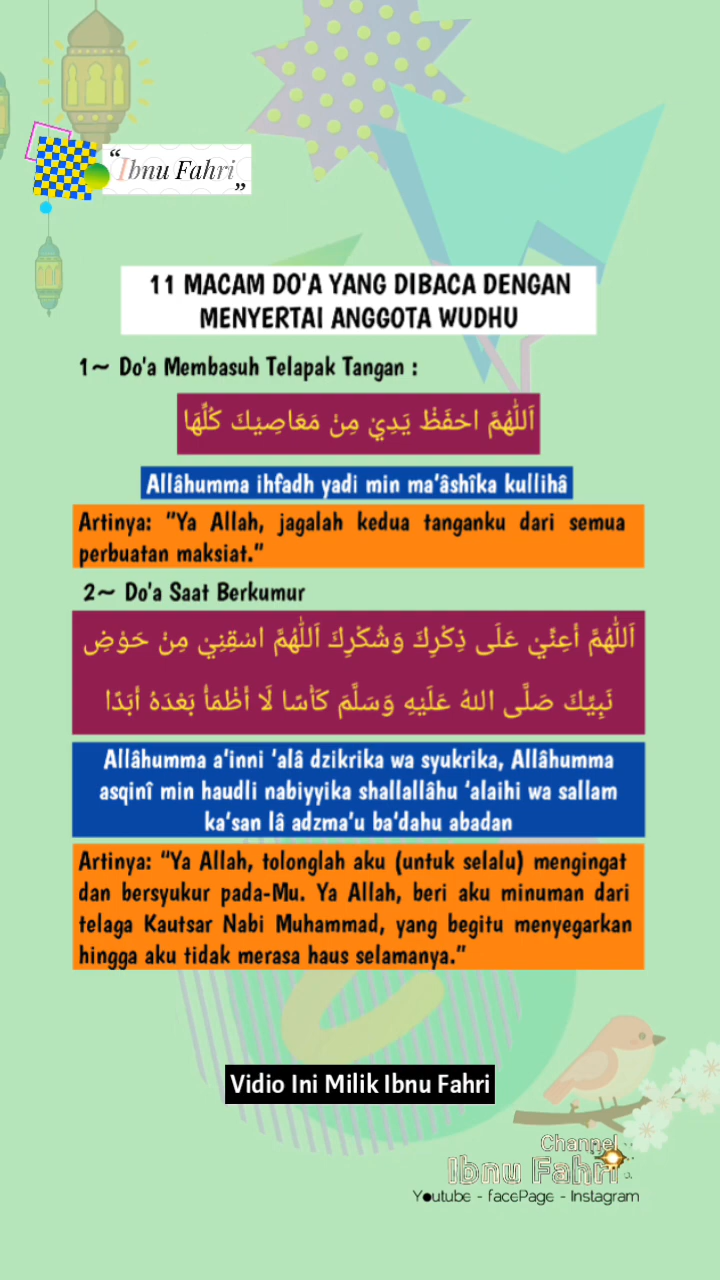 “Ibnu Fahri”
11 MACAM DO'A YANG DIBACA DENGAN
MENYERTAI ANGGOTA WUDHU
1~ Do'a Membasuh Telapak Tangan :
اَللّٰهُمَّ احْفَظْ يَدِيْ مِنْ مَعَاصِيْكَ كُلِّهَا
Allâhumma ihfadh yadi min ma‘âshîka kullihâ
Artinya: "Ya Allah, jagalah kedua tanganku dari semua
perbuatan maksiat."
2~ Do'a Saat Berkumur
اَللّٰهُمَّ أَعِنِّيْ عَلَى ذِكْرِكَ وَشُكْرِكَ اَللّٰهُمَّ اسْقِنِيْ مِنْ حَوْضِ
نَبِيِّكَ صَلَّى اللهُ عَلَيْهِ وَسَلَّمَ كَأْسًا لَا أَظْمَأُ بَعْدَهُ أَبَدًا
Allâhumma a‘inni ‘alâ dzikrika wa syukrika, Allâhumma
asqinî min haudli nabiyyika shallallâhu ‘alaihi wa sallam
ka’san lâ adzma’u ba‘dahu abadan
Artinya: "Ya Allah, tolonglah aku (untuk selalu) mengingat
dan bersyukur pada-Mu. Ya Allah, beri aku minuman dari
telaga Kautsar Nabi Muhammad, yang begitu menyegarkan
hingga aku tidak merasa haus selamanya."
Vidio Ini Milik Ibnu Fahri
Channel
Ibnu Fahri
Youtube - facePage - Instagram